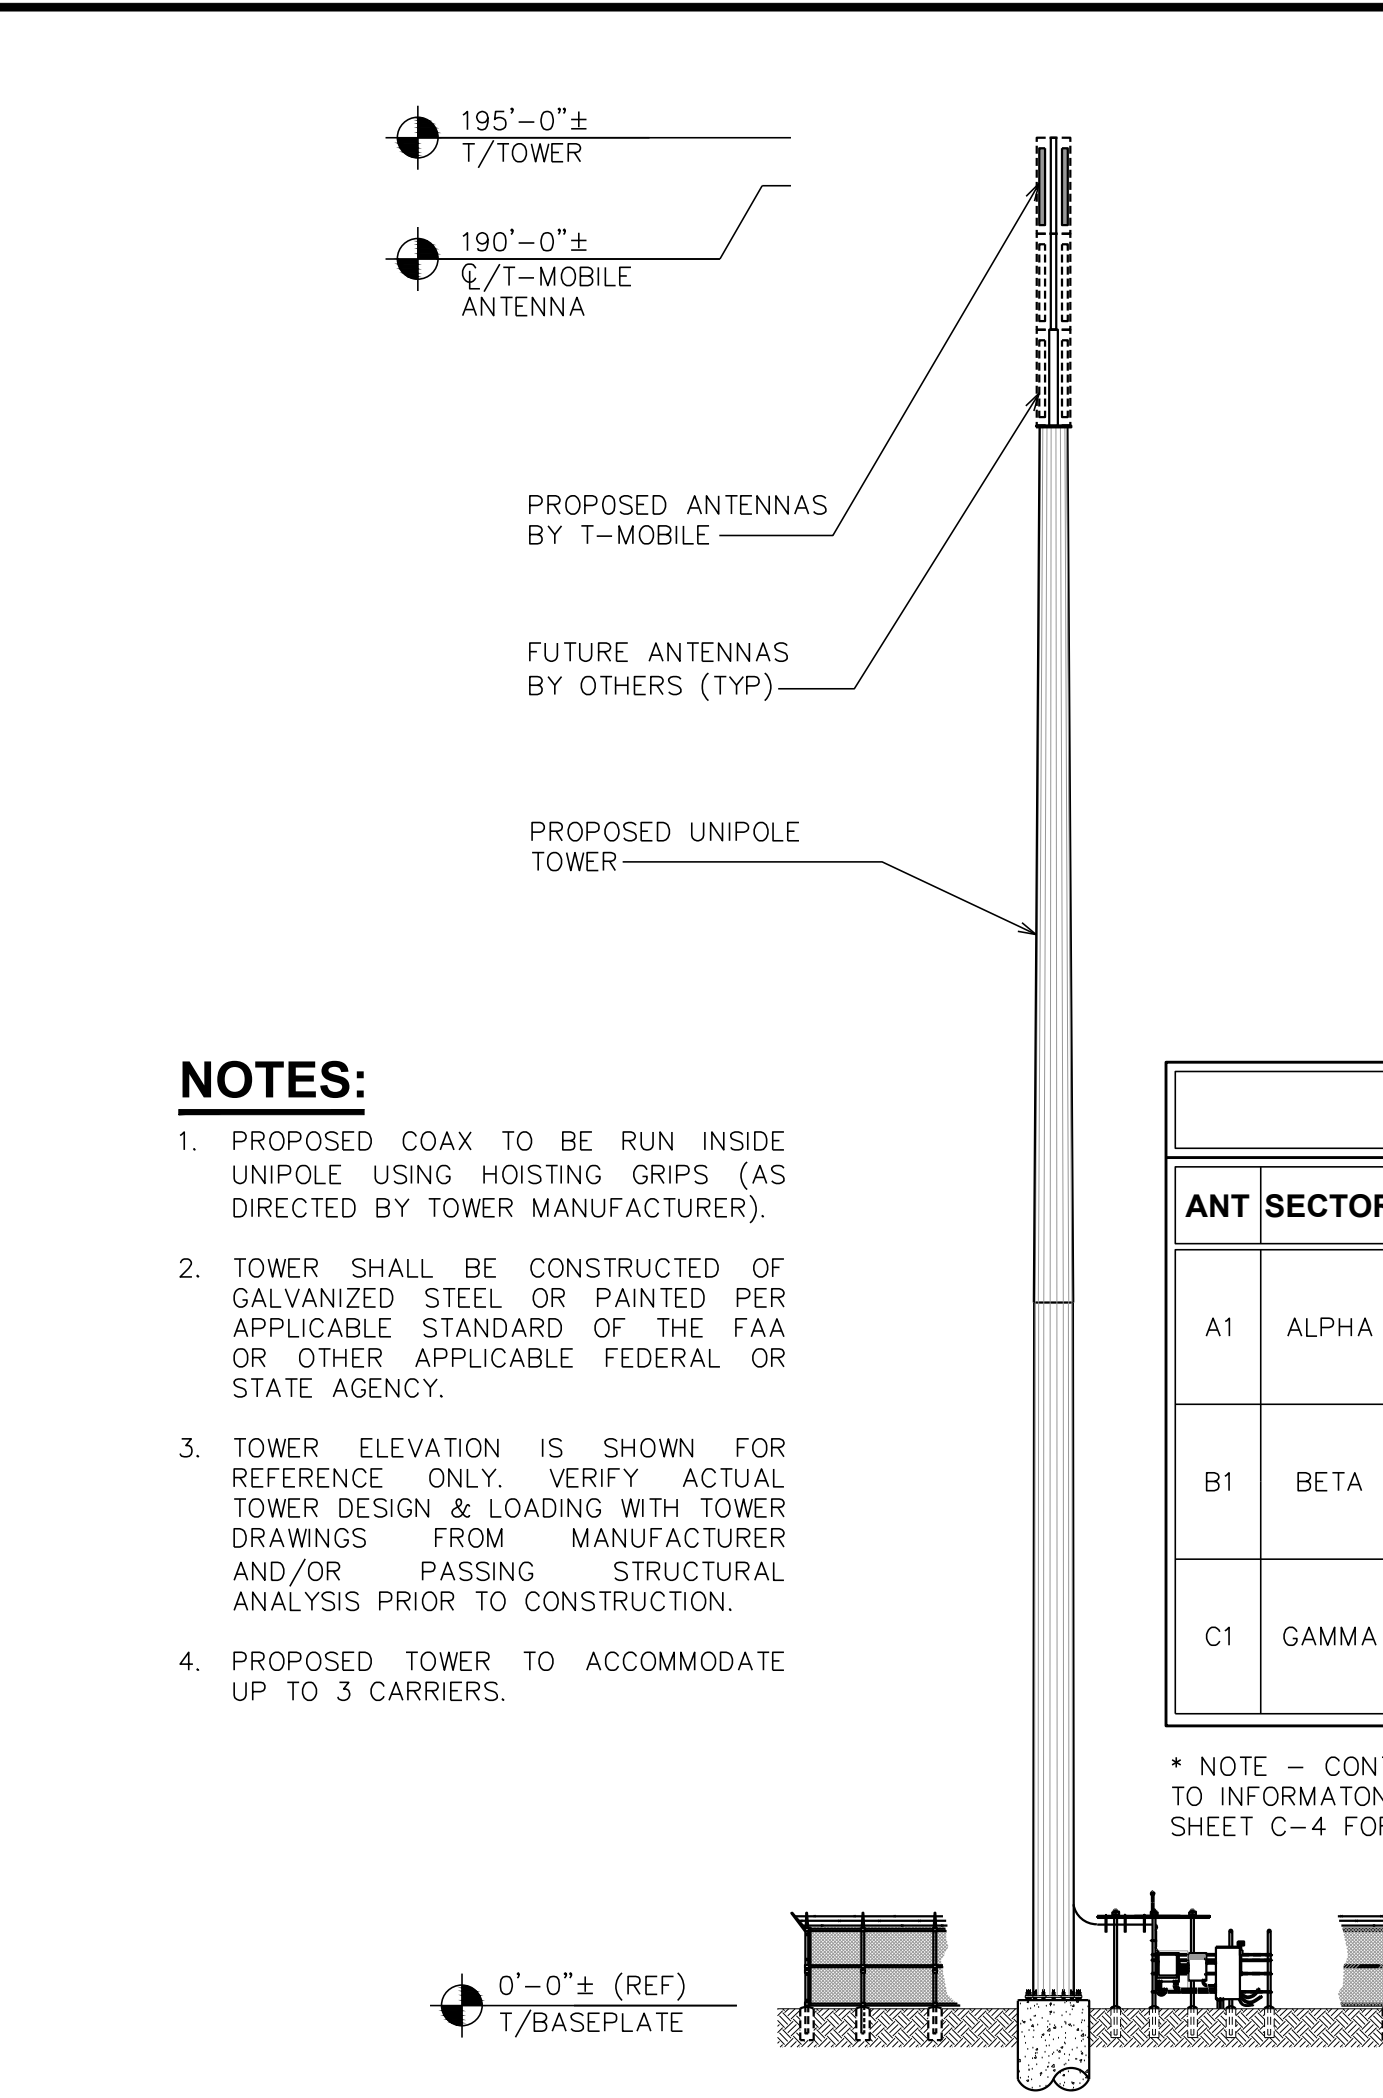 195'-0"±
T/TOWER
190'-0"±
℄/T-MOBILE
ANTENNA
PROPOSED ANTENNAS
BY T-MOBILE
FUTURE ANTENNAS
BY OTHERS (TYP)
PROPOSED UNIPOLE
TOWER
NOTES:
1. PROPOSED COAX TO BE RUN INSIDE
UNIPOLE USING HOISTING GRIPS (AS
DIRECTED BY TOWER MANUFACTURER).
2. TOWER SHALL BE CONSTRUCTED OF
GALVANIZED STEEL OR PAINTED PER
APPLICABLE STANDARD OF THE FAA
OR OTHER APPLICABLE FEDERAL OR
STATE AGENCY.
3. TOWER ELEVATION IS SHOWN FOR
REFERENCE ONLY. VERIFY ACTUAL
TOWER DESIGN & LOADING WITH TOWER
DRAWINGS FROM MANUFACTURER
AND/OR PASSING STRUCTURAL
ANALYSIS PRIOR TO CONSTRUCTION.
4. PROPOSED TOWER TO ACCOMMODATE
UP TO 3 CARRIERS.
ANT SECTOR
A1 ALPHA
B1 BETA
C1 GAMMA
* NOTE - CON
TO INFORMATON
SHEET C-4 FOR
0'-0"± (REF)
T/BASEPLATE